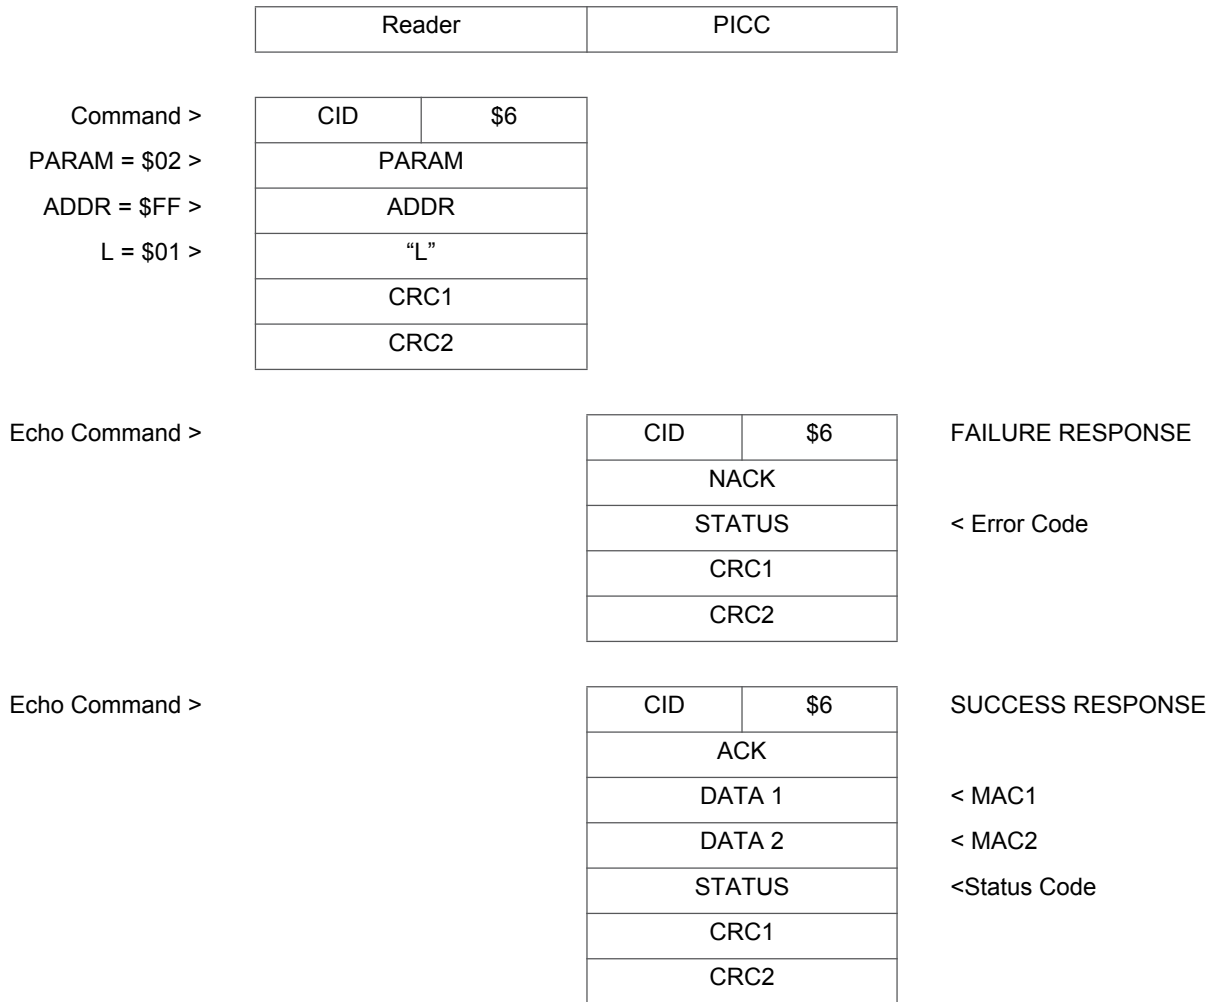 Reader PICC
Command > CID $6
PARAM = $02 > PARAM
ADDR = $FF > ADDR
L = $01 > “L”
CRC1
CRC2
Echo Command > CID $6 FAILURE RESPONSE
NACK
STATUS < Error Code
CRC1
CRC2
Echo Command > CID $6 SUCCESS RESPONSE
ACK
DATA 1 < MAC1
DATA 2 < MAC2
STATUS <Status Code
CRC1
CRC2